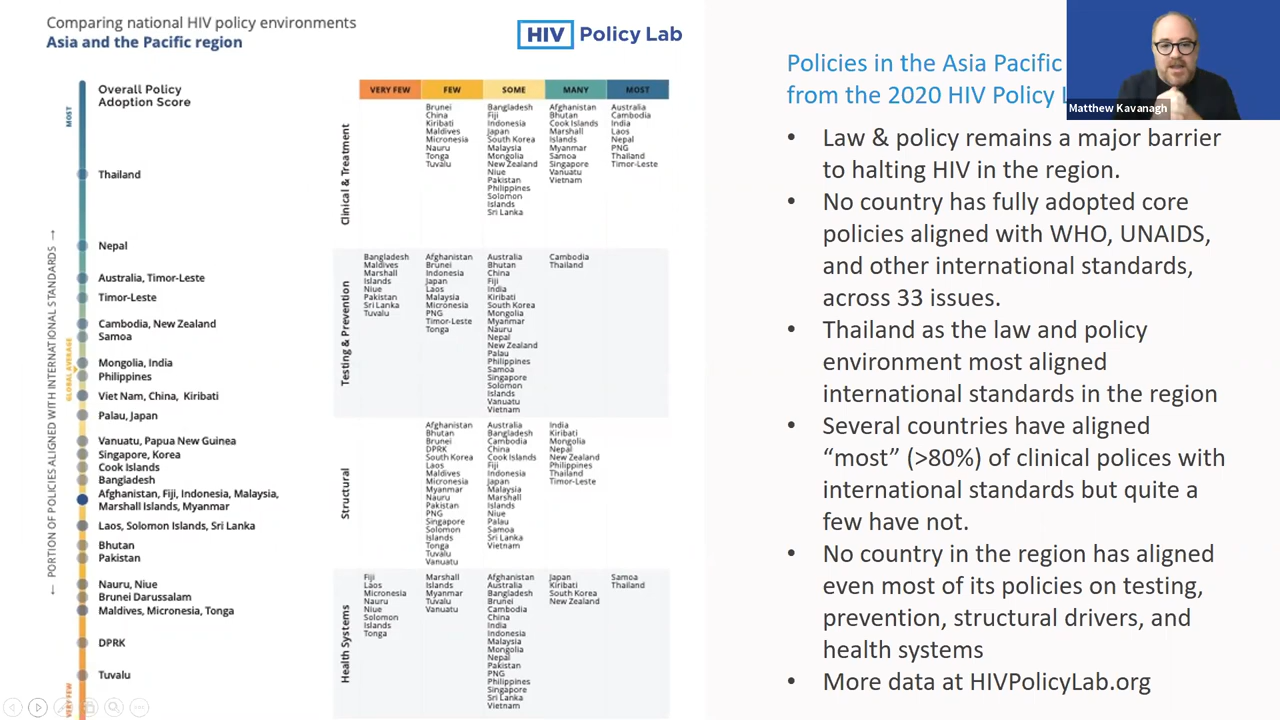 Comparing national HIV policy environments
Asia and the Pacific region
HIV Policy Lab
MOST
← PORTION OF POLICIES ALIGNED WITH INTERNATIONAL STANDARDS →
GLOBAL AVERAGE
VERY FEW
Overall Policy
Adoption Score
Thailand
Nepal
Australia, Timor-Leste
Timor-Leste
Cambodia, New Zealand
Samoa
Mongolia, India
Philippines
Viet Nam, China, Kiribati
Palau, Japan
Vanuatu, Papua New Guinea
Singapore, Korea
Cook Islands
Bangladesh
Afghanistan, Fiji, Indonesia, Malaysia,
Marshall Islands, Myanmar
Laos, Solomon Islands, Sri Lanka
Bhutan
Pakistan
Nauru, Niue
Brunei Darussalam
Maldives, Micronesia, Tonga
DPRK
Tuvalu
VERY FEW
FEW
SOME
MANY
MOST
Clinical & Treatment
Brunei
China
Kiribati
Maldives
Micronesia
Nauru
Tonga
Tuvalu
Bangladesh
Fiji
Indonesia
Japan
South Korea
Malaysia
Mongolia
New Zealand
Niue
Pakistan
Philippines
Solomon
Islands
Sri Lanka
Afghanistan
Bhutan
Cook Islands
Marshall
Islands
Myanmar
Samoa
Singapore
Vanuatu
Vietnam
Australia
Cambodia
India
Laos
Nepal
PNG
Thailand
Timor-Leste
Testing & Prevention
Bangladesh
Maldives
Marshall
Islands
Niue
Pakistan
Sri Lanka
Tuvalu
Afghanistan
Brunei
Indonesia
Japan
Laos
Malaysia
Micronesia
PNG
Timor-Leste
Tonga
Australia
Bhutan
China
Fiji
India
Kiribati
South Korea
Mongolia
Myanmar
Nauru
Nepal
New Zealand
Palau
Philippines
Samoa
Singapore
Solomon
Islands
Vanuatu
Vietnam
Cambodia
Thailand
Structural
Afghanistan
Bhutan
Brunei
DPRK
South Korea
Laos
Maldives
Micronesia
Myanmar
Nauru
Pakistan
PNG
Singapore
Solomon
Islands
Tonga
Tuvalu
Vanuatu
Australia
Bangladesh
Cambodia
China
Cook Islands
Fiji
Indonesia
Japan
Malaysia
Marshall
Islands
Niue
Palau
Samoa
Sri Lanka
Vietnam
India
Kiribati
Mongolia
Nepal
New Zealand
Philippines
Thailand
Timor-Leste
Health Systems
Fiji
Laos
Micronesia
Nauru
Niue
Solomon
Islands
Tonga
Marshall
Islands
Myanmar
Tuvalu
Vanuatu
Afghanistan
Australia
Bangladesh
Brunei
Cambodia
China
India
Indonesia
Malaysia
Mongolia
Nepal
Pakistan
PNG
Philippines
Singapore
Sri Lanka
Vietnam
Japan
Kiribati
South Korea
New Zealand
Samoa
Thailand
Policies in the Asia Pacific
from the 2020 HIV Policy
Matthew Kavanagh
• Law & policy remains a major barrier
to halting HIV in the region.
• No country has fully adopted core
policies aligned with WHO, UNAIDS,
and other international standards,
across 33 issues.
• Thailand as the law and policy
environment most aligned
international standards in the region
• Several countries have aligned
“most” (>80%) of clinical polices with
international standards but quite a
few have not.
• No country in the region has aligned
even most of its policies on testing,
prevention, structural drivers, and
health systems
• More data at HIVPolicyLab.org